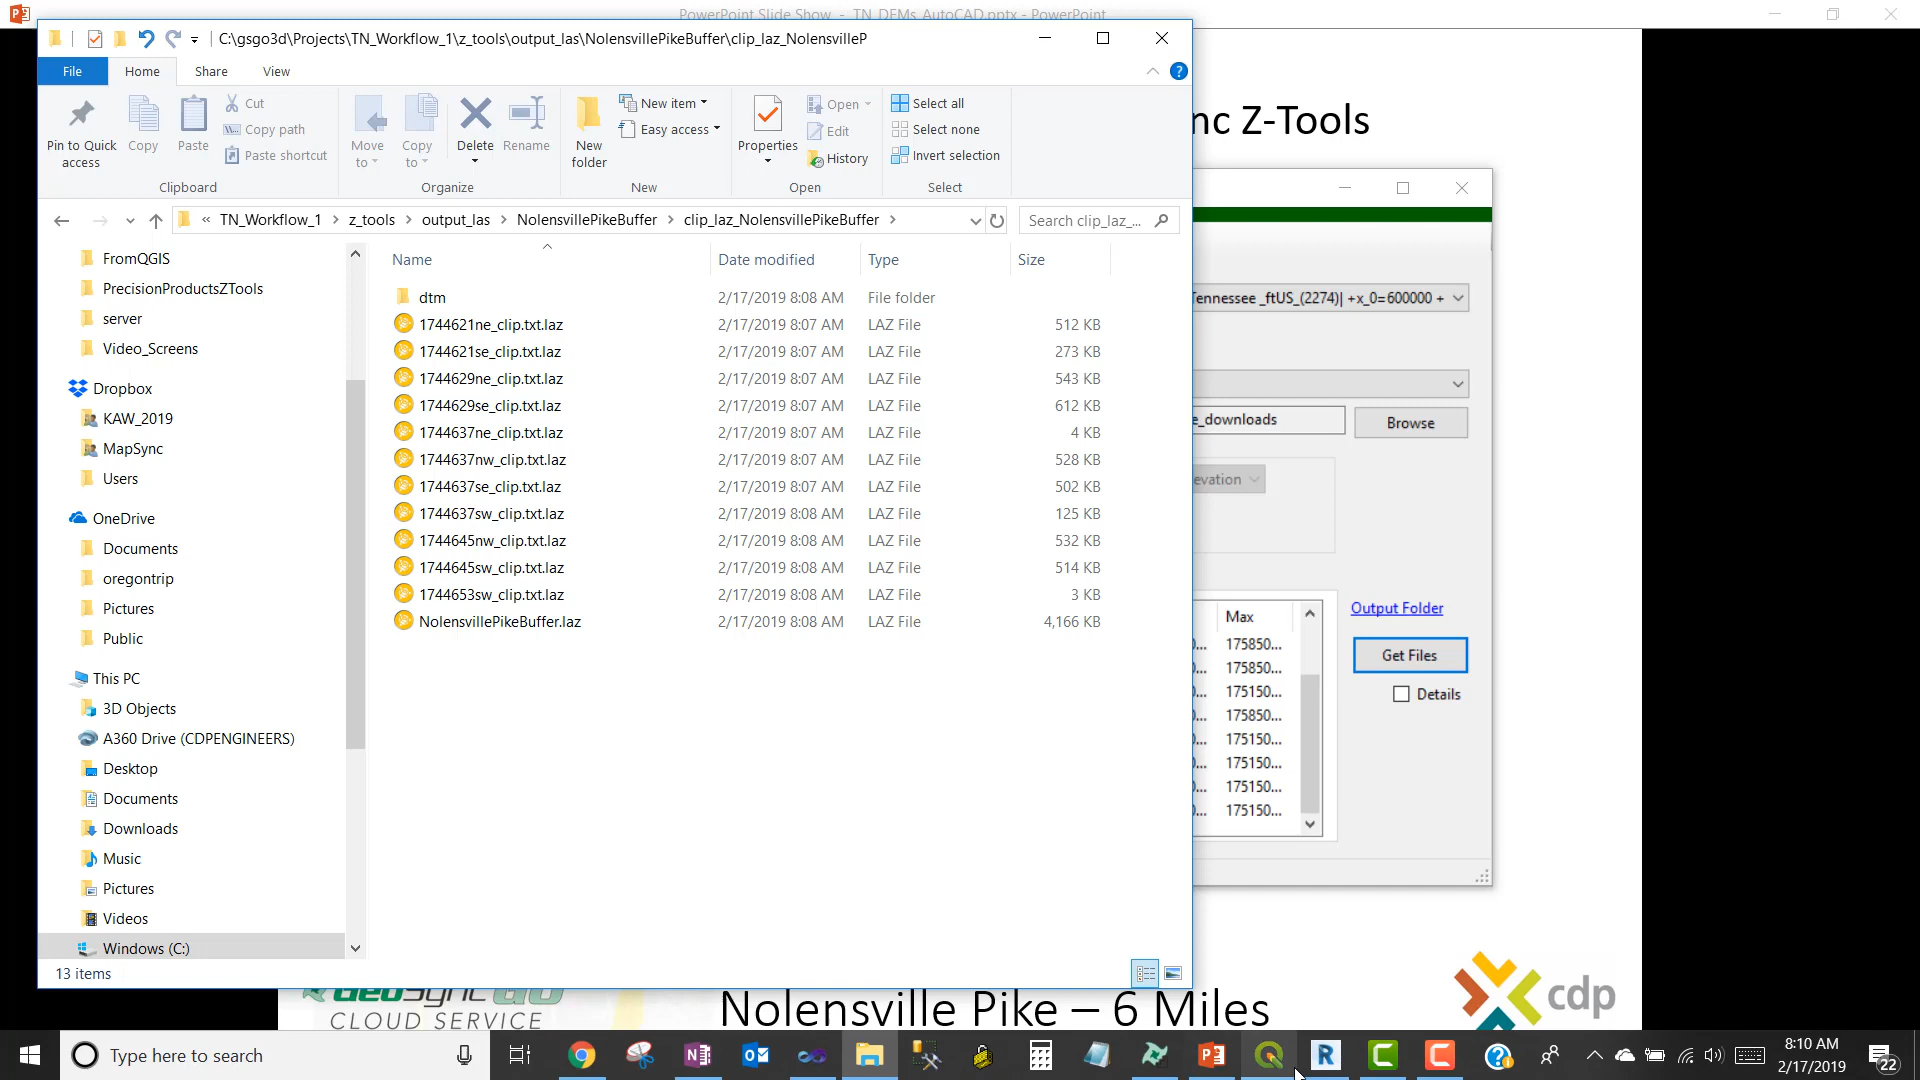 PowerPoint Slide Show - TN_DEMs_AutoCAD.pptx - PowerPoint
C:\gsgo3d\Projects\TN_Workflow_1\z_tools\output_las\NolensvillePikeBuffer\clip_laz_NolensvilleP
File Home Share View
Pin to Quick access
Copy
Paste
Cut
Copy path
Paste shortcut
Clipboard
Move to
Copy to
Delete
Rename
Organize
New folder
New item
Easy access
New
Properties
Open
Edit
History
Open
Select all
Select none
Invert selection
Select
« TN_Workflow_1 > z_tools > output_las > NolensvillePikeBuffer > clip_laz_NolensvillePikeBuffer >
Search clip_laz_...
FromQGIS
PrecisionProductsZTools
server
Video_Screens
Dropbox
KAW_2019
MapSync
Users
OneDrive
Documents
oregontrip
Pictures
Public
This PC
3D Objects
A360 Drive (CDPENGINEERS)
Desktop
Documents
Downloads
Music
Pictures
Videos
Windows (C:)
Name Date modified Type Size
dtm 2/17/2019 8:08 AM File folder
1744621ne_clip.txt.laz 2/17/2019 8:07 AM LAZ File 512 KB
1744621se_clip.txt.laz 2/17/2019 8:07 AM LAZ File 273 KB
1744629ne_clip.txt.laz 2/17/2019 8:07 AM LAZ File 543 KB
1744629se_clip.txt.laz 2/17/2019 8:07 AM LAZ File 612 KB
1744637ne_clip.txt.laz 2/17/2019 8:07 AM LAZ File 4 KB
1744637nw_clip.txt.laz 2/17/2019 8:07 AM LAZ File 528 KB
1744637se_clip.txt.laz 2/17/2019 8:07 AM LAZ File 502 KB
1744637sw_clip.txt.laz 2/17/2019 8:08 AM LAZ File 125 KB
1744645nw_clip.txt.laz 2/17/2019 8:08 AM LAZ File 532 KB
1744645sw_clip.txt.laz 2/17/2019 8:08 AM LAZ File 514 KB
1744653sw_clip.txt.laz 2/17/2019 8:08 AM LAZ File 3 KB
NolensvillePikeBuffer.laz 2/17/2019 8:08 AM LAZ File 4,166 KB
13 items
nc Z-Tools
Tennessee _ftUS_(2274)| +x_0=600000 +
e_downloads
Browse
evation
Max
175850...
175850...
175150...
175850...
175150...
175150...
175150...
175150...
Output Folder
Get Files
Details
GeoSync GO
CLOUD SERVICE
Nolensville Pike – 6 Miles
cdp
Type here to search
8:10 AM
2/17/2019
22